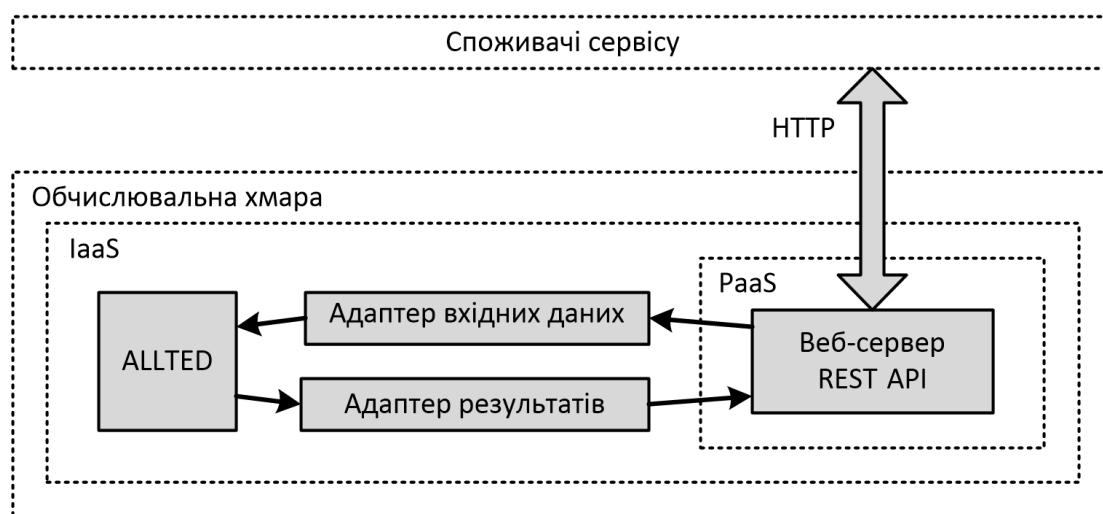 Споживачі сервісу
HTTP
Обчислювальна хмара
IaaS
PaaS
Адаптер вхідних даних
ALLTED
Веб-сервер
REST API
Адаптер результатів